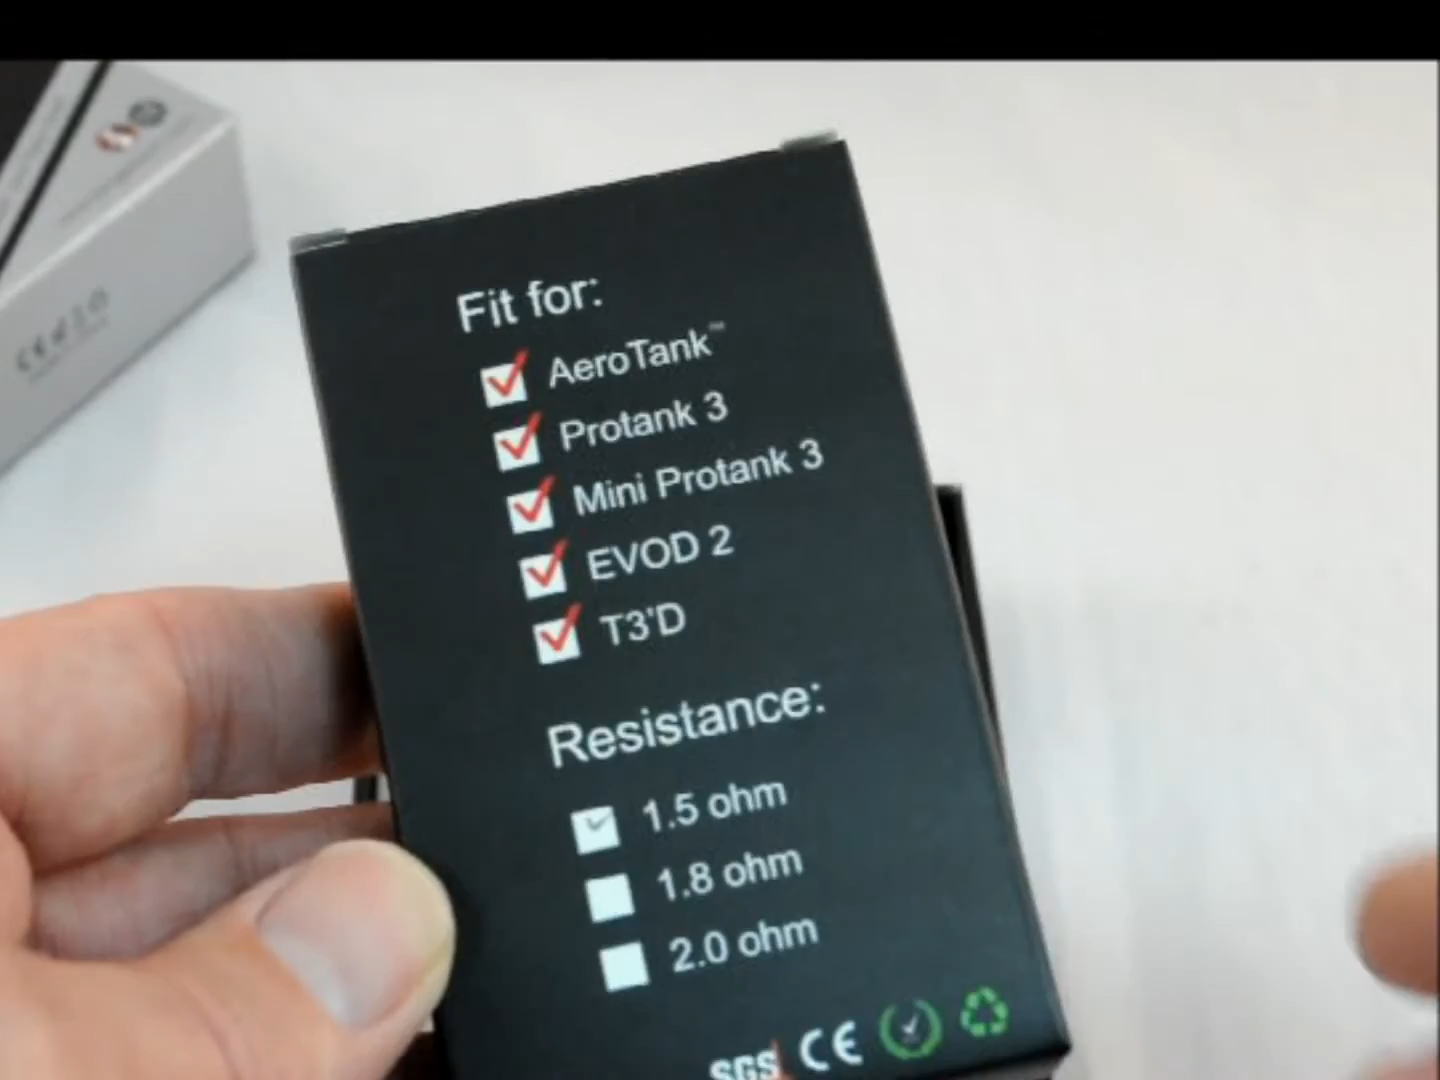 Fit for:
AeroTank™
Protank 3
Mini Protank 3
EVOD 2
T3'D
Resistance:
1.5 ohm
1.8 ohm
2.0 ohm
SGS CE